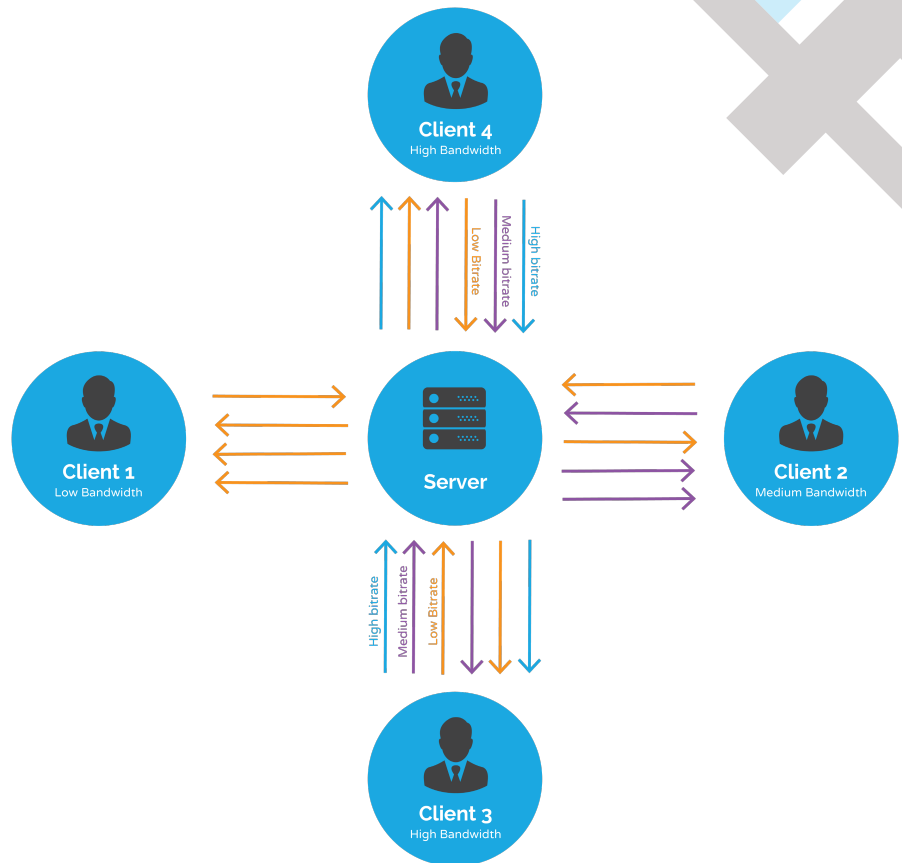 Client 4
High Bandwidth
Low Bitrate
Medium bitrate
High bitrate
Client 1
Low Bandwidth
Server
Client 2
Medium Bandwidth
High bitrate
Medium bitrate
Low Bitrate
Client 3
High Bandwidth